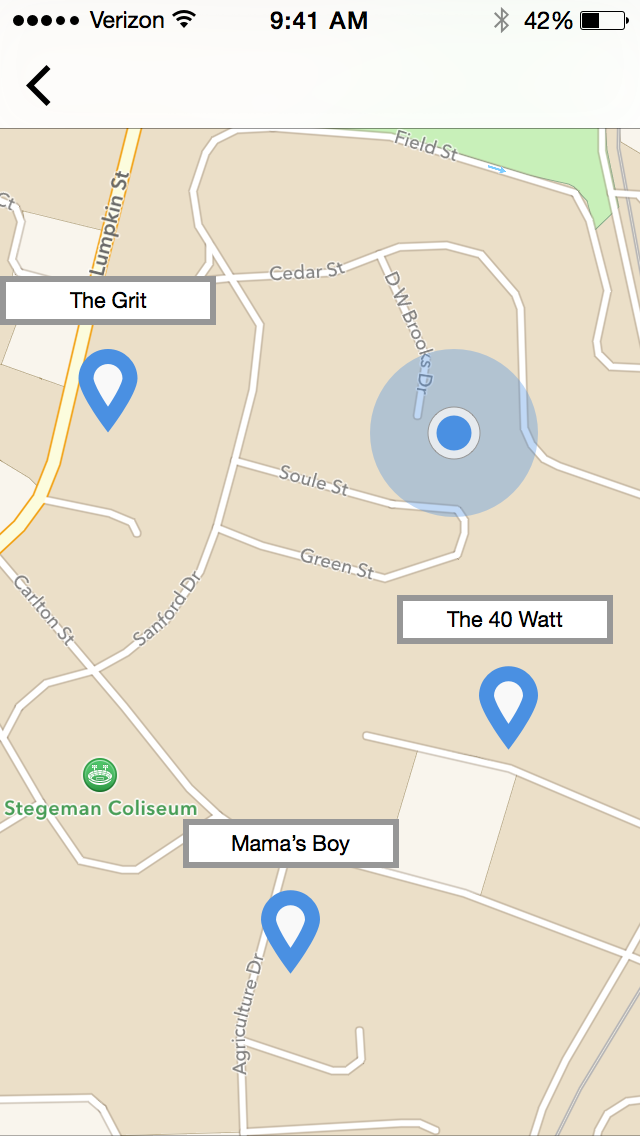 Verizon 9:41 AM 42%
Field St
Ct
Lumpkin St
Cedar St
D W Brooks Dr
The Grit
Soule St
Green St
Carlton St
Sanford Dr
The 40 Watt
Stegeman Coliseum
Mama's Boy
Agriculture Dr